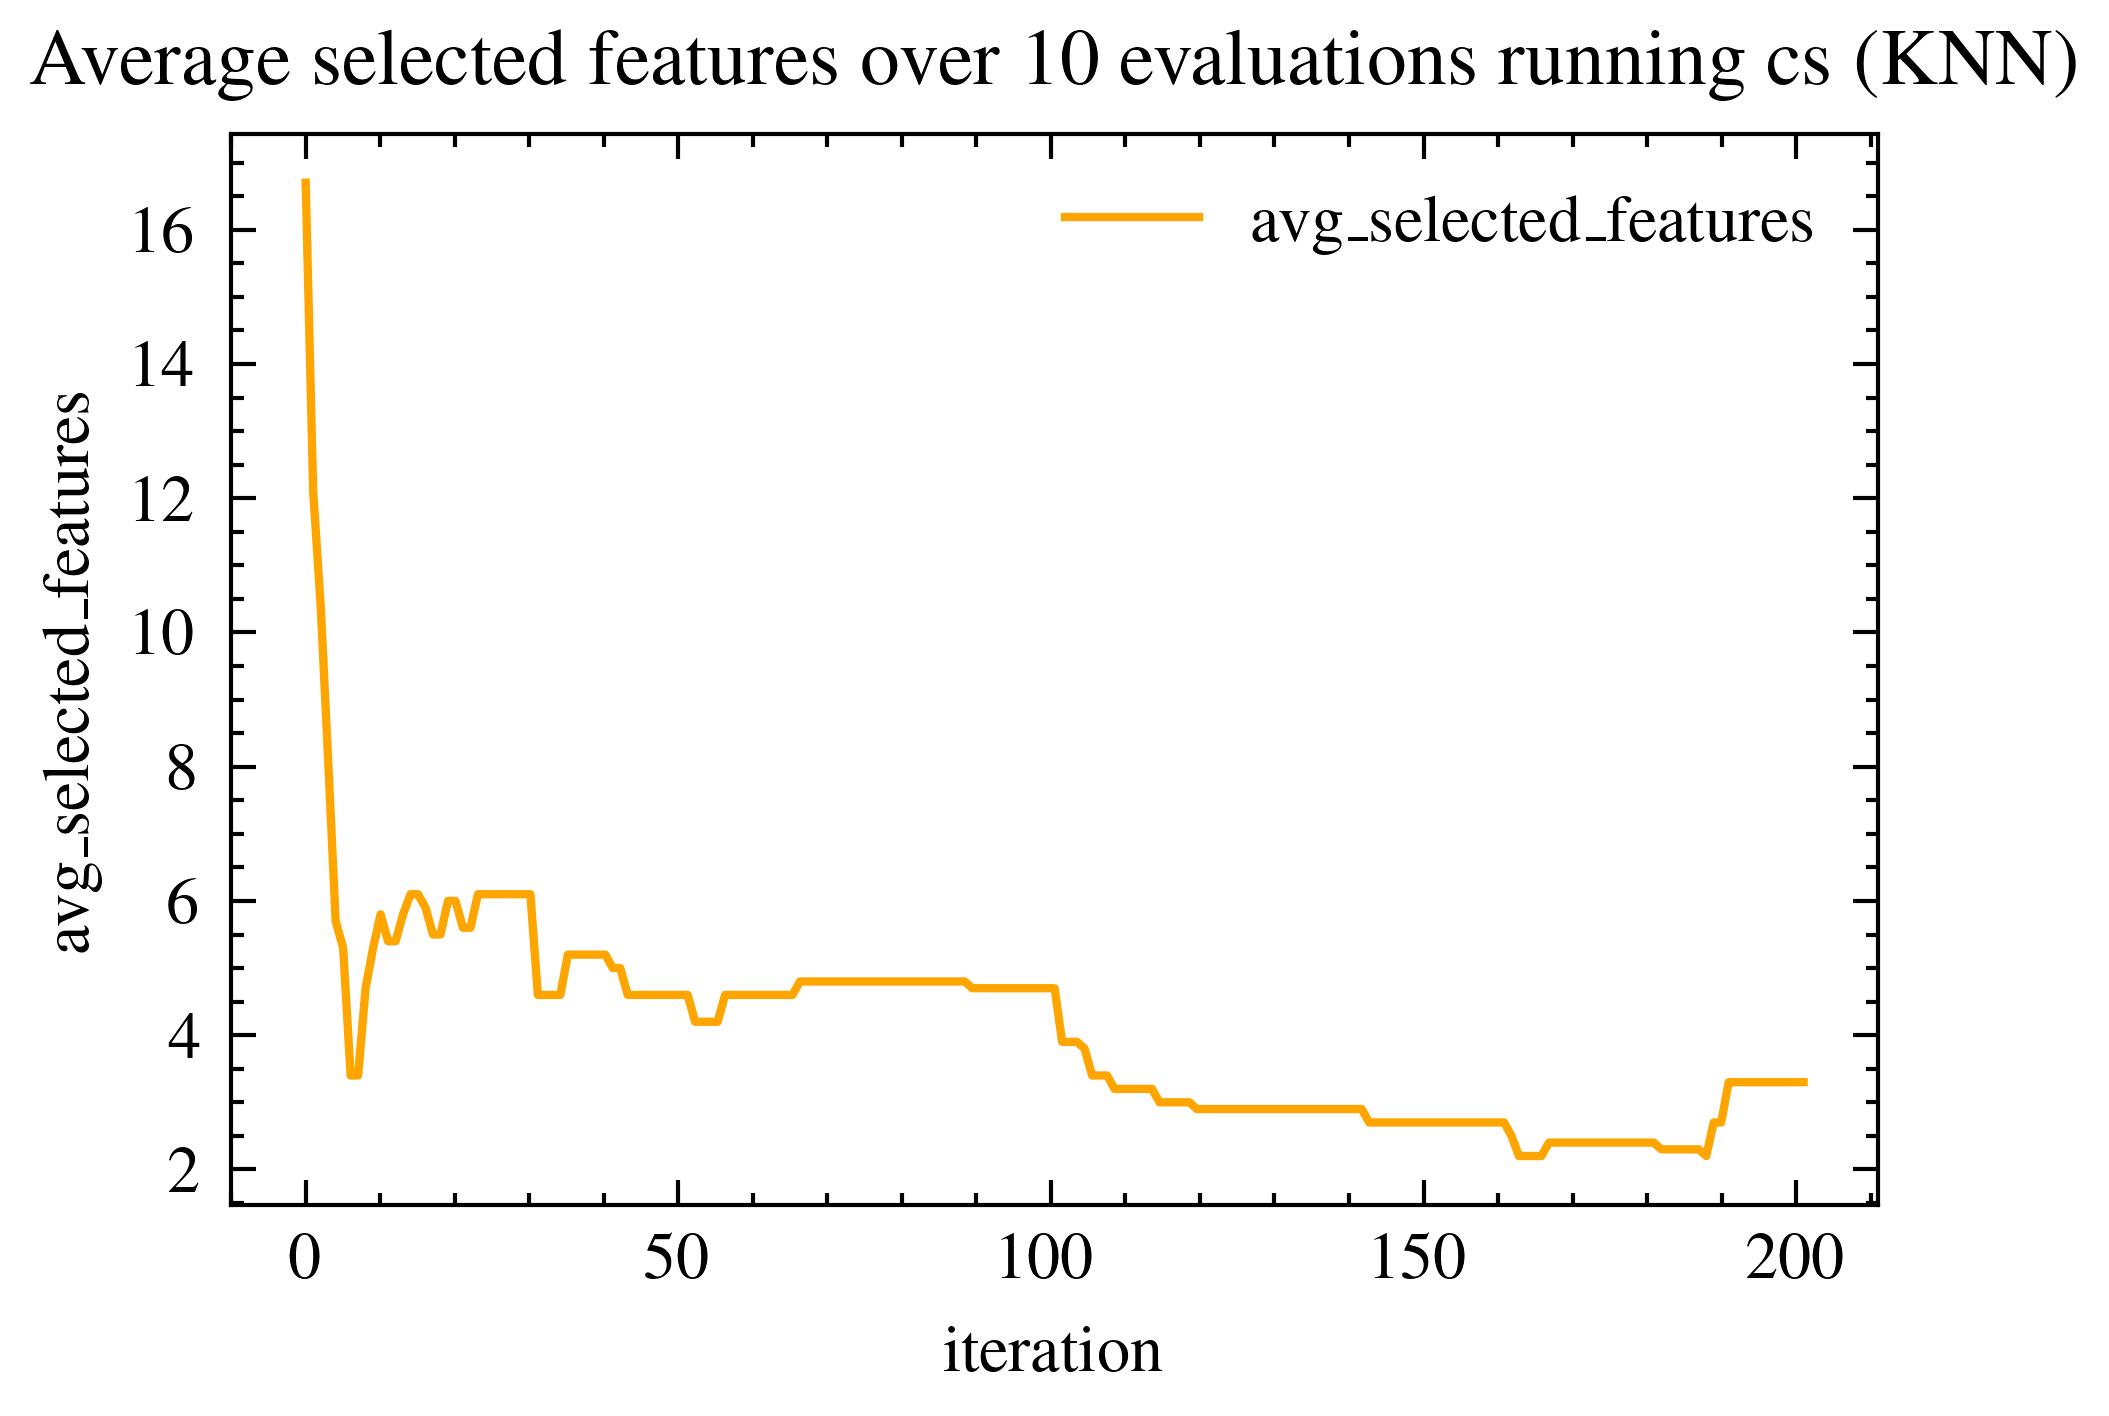 Average selected features over 10 evaluations running cs (KNN)
avg_selected_features
avg_selected_features
16
14
12
10
8
6
4
2
0 50 100 150 200
iteration